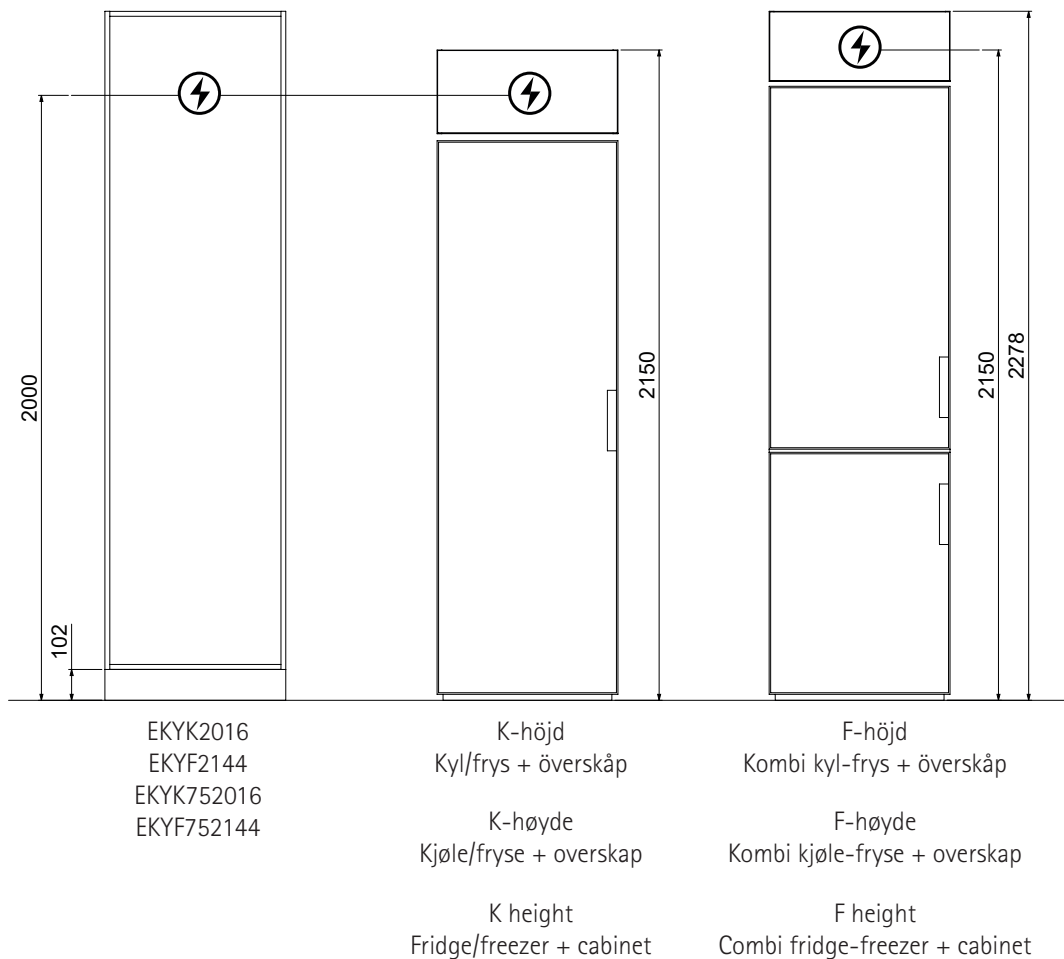 2000
102
2150
2150
2278
EKYK2016
EKYF2144
EKYK752016
EKYF752144
K-höjd
Kyl/frys + överskåp
K-høyde
Kjøle/fryse + overskap
K height
Fridge/freezer + cabinet
F-höjd
Kombi kyl-frys + överskåp
F-høyde
Kombi kjøle-fryse + overskap
F height
Combi fridge-freezer + cabinet